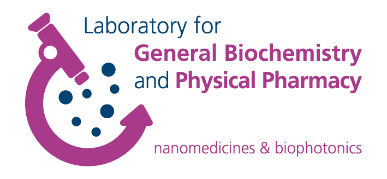 Laboratory for
General Biochemistry
and Physical Pharmacy
nanomedicines & biophotonics